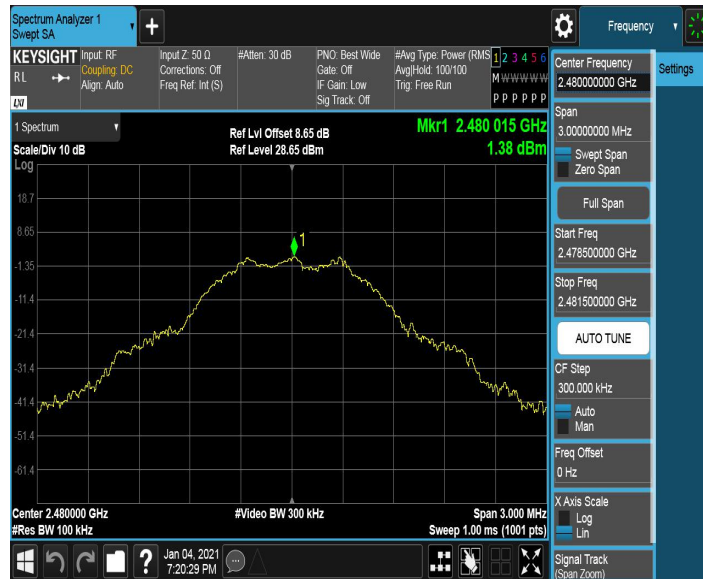 Spectrum Analyzer 1
Swept SA
+
Frequency
KEYSIGHT
RL
LXI
Input: RF
Coupling: DC
Align: Auto
Input Z: 50 Ω
Corrections: Off
Freq Ref: Int (S)
#Atten: 30 dB
PNO: Best Wide
Gate: Off
IF Gain: Low
Sig Track: Off
#Avg Type: Power (RMS
Avg|Hold: 100/100
Trig: Free Run
1 2 3 4 5 6
M W W W W W
P P P P P P
1 Spectrum
Scale/Div 10 dB
Ref Lvl Offset 8.65 dB
Ref Level 28.65 dBm
Mkr1 2.480 015 GHz
1.38 dBm
Log
18.7
8.65
-1.35
-11.4
-21.4
-31.4
-41.4
-51.4
-61.4
1
Center 2.480000 GHz
#Res BW 100 kHz
#Video BW 300 kHz
Span 3.000 MHz
Sweep 1.00 ms (1001 pts)
Jan 04, 2021
7:20:29 PM
?
Center Frequency
2.480000000 GHz
Span
3.00000000 MHz
Swept Span
Zero Span
Full Span
Start Freq
2.478500000 GHz
Stop Freq
2.481500000 GHz
AUTO TUNE
CF Step
300.000 kHz
Auto
Man
Freq Offset
0 Hz
X Axis Scale
Log
Lin
Signal Track
(Span Zoom)
Settings